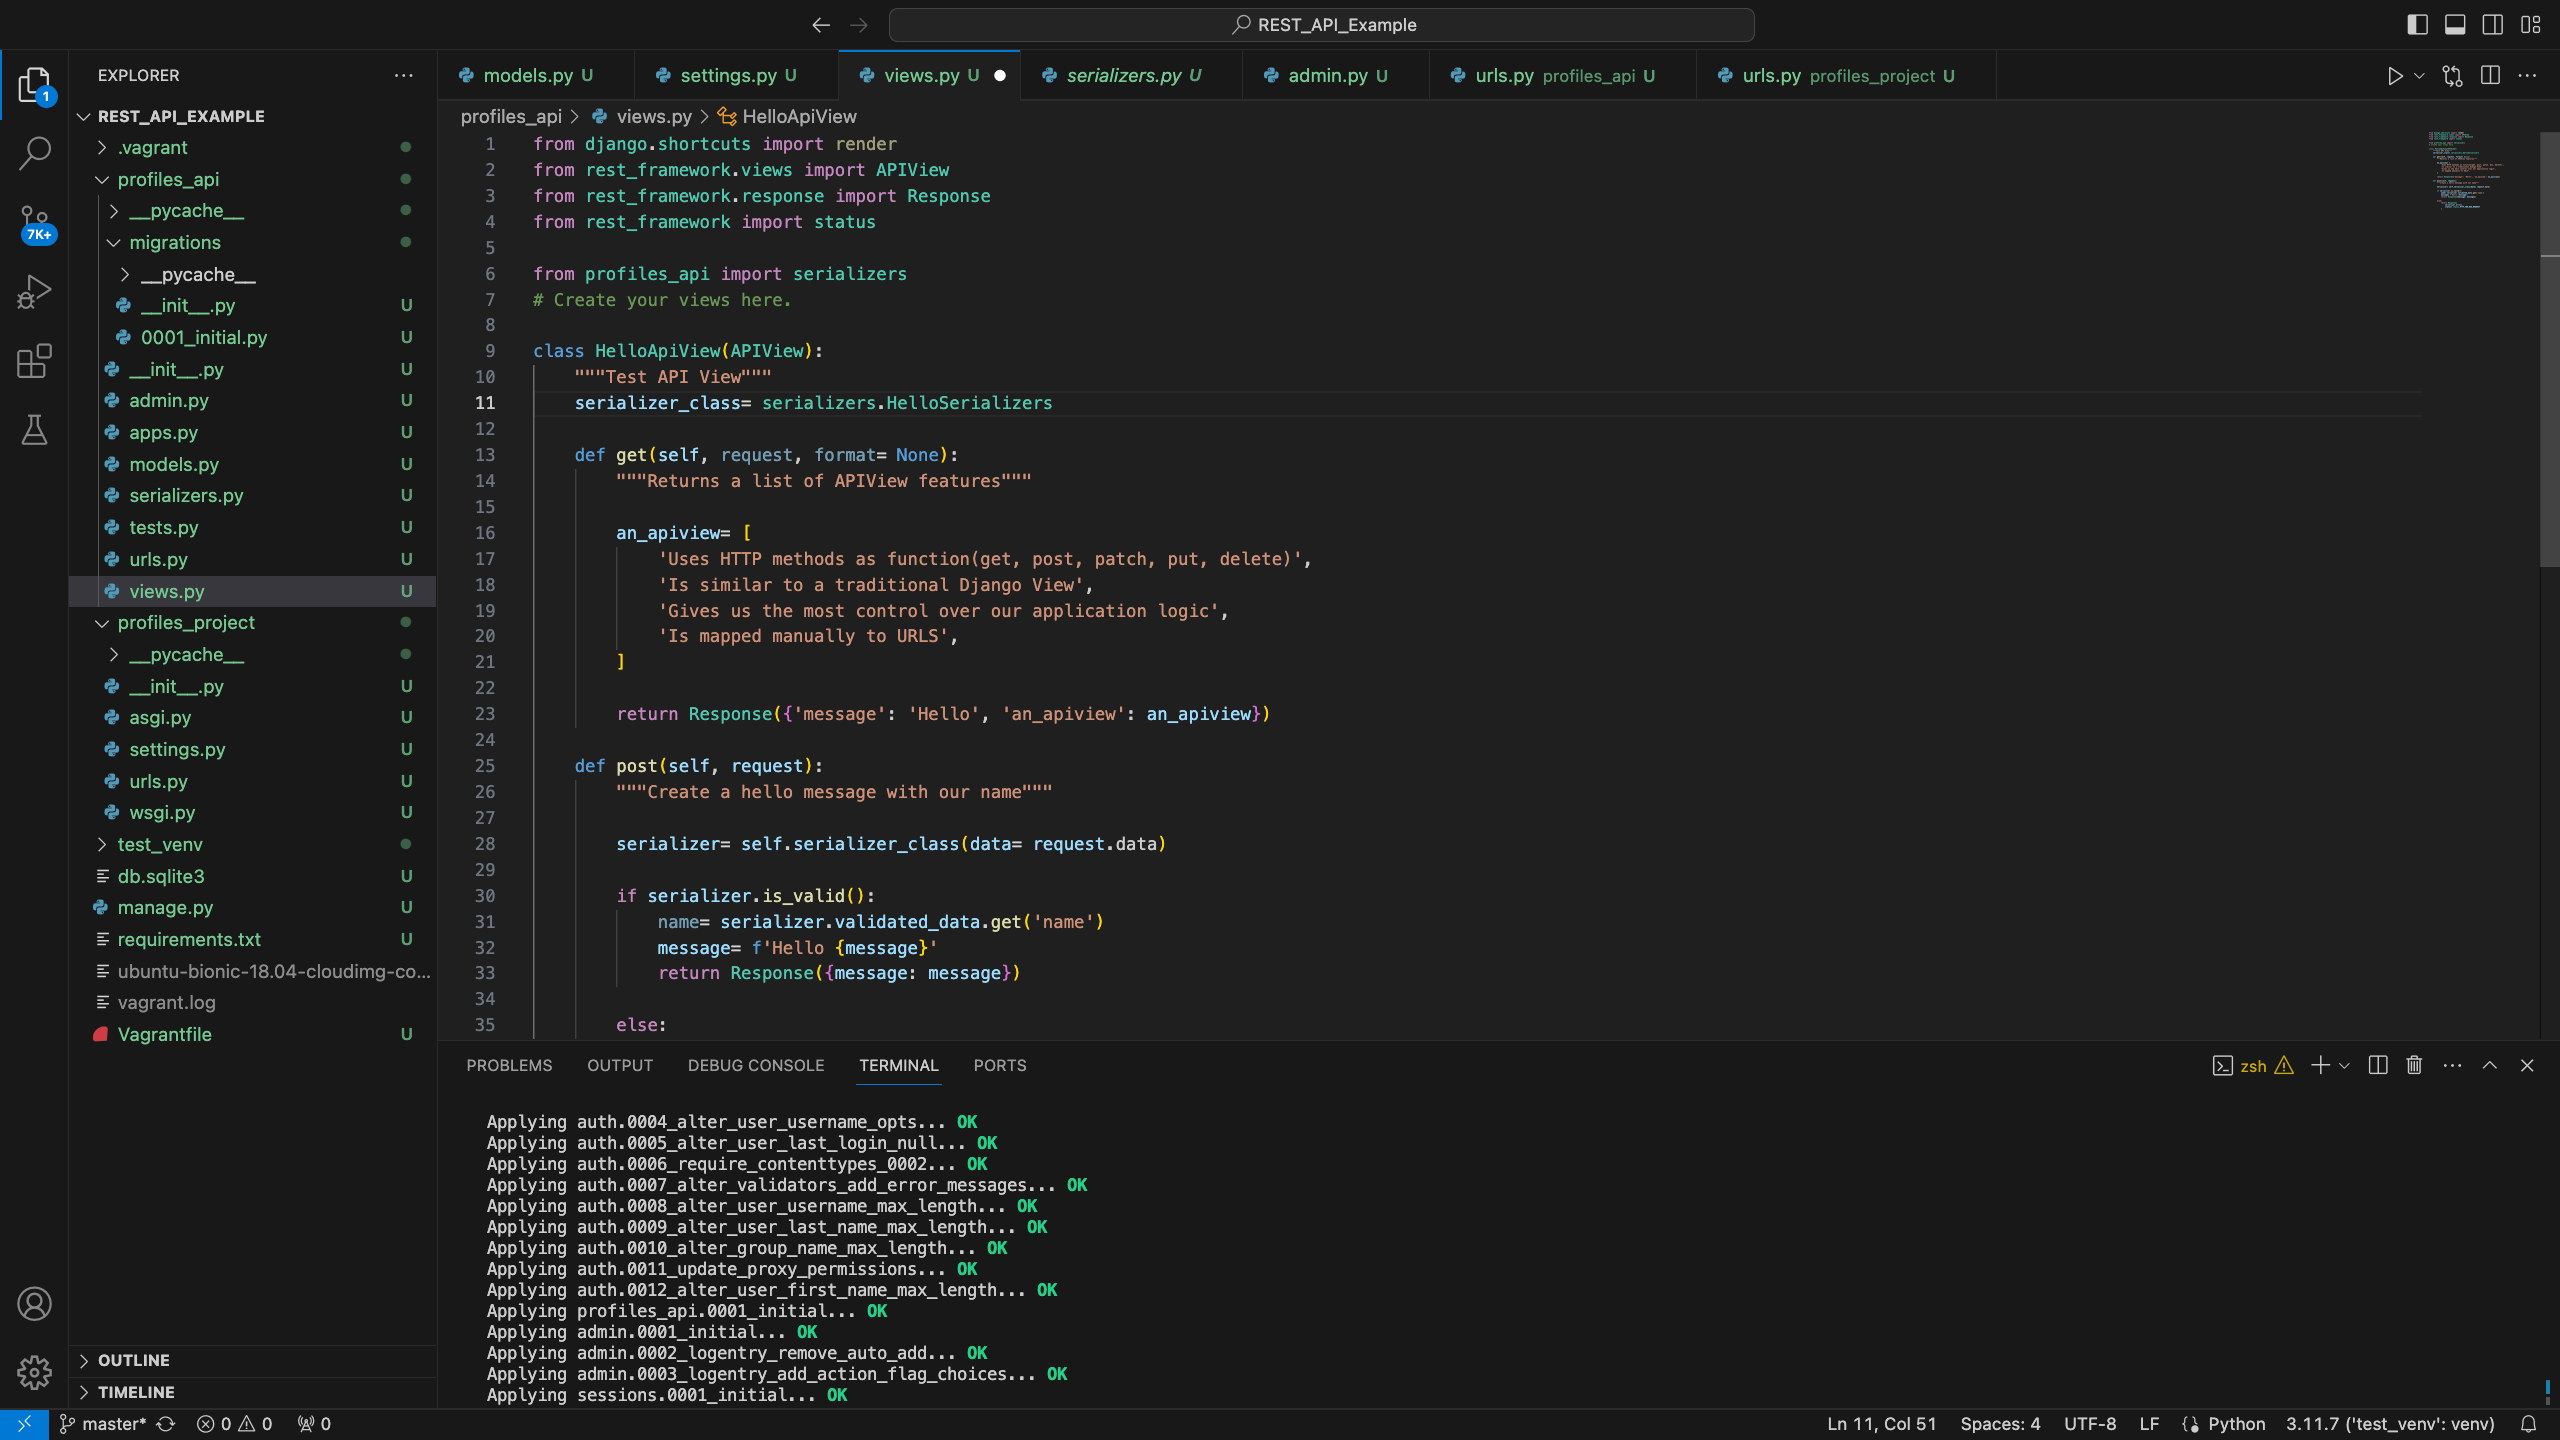 REST_API_Example
EXPLORER
1
7K+
REST_API_EXAMPLE
.vagrant
profiles_api
__pycache__
migrations
__pycache__
__init__.py U
0001_initial.py U
__init__.py U
admin.py U
apps.py U
models.py U
serializers.py U
tests.py U
urls.py U
views.py U
profiles_project
__pycache__
__init__.py U
asgi.py U
settings.py U
urls.py U
wsgi.py U
test_venv
db.sqlite3 U
manage.py U
requirements.txt U
ubuntu-bionic-18.04-cloudimg-co...
vagrant.log
Vagrantfile U
OUTLINE
TIMELINE
models.py U settings.py U views.py U serializers.py U admin.py U urls.py profiles_api U urls.py profiles_project U
profiles_api > views.py > HelloApiView
1 from django.shortcuts import render
2 from rest_framework.views import APIView
3 from rest_framework.response import Response
4 from rest_framework import status
5
6 from profiles_api import serializers
7 # Create your views here.
8
9 class HelloApiView(APIView):
10 """Test API View"""
11 serializer_class= serializers.HelloSerializers
12
13 def get(self, request, format= None):
14 """Returns a list of APIView features"""
15
16 an_apiview= [
17 'Uses HTTP methods as function(get, post, patch, put, delete)',
18 'Is similar to a traditional Django View',
19 'Gives us the most control over our application logic',
20 'Is mapped manually to URLS',
21 ]
22
23 return Response({'message': 'Hello', 'an_apiview': an_apiview})
24
25 def post(self, request):
26 """Create a hello message with our name"""
27
28 serializer= self.serializer_class(data= request.data)
29
30 if serializer.is_valid():
31 name= serializer.validated_data.get('name')
32 message= f'Hello {message}'
33 return Response({message: message})
34
35 else:
PROBLEMS OUTPUT DEBUG CONSOLE TERMINAL PORTS
zsh
Applying auth.0004_alter_user_username_opts... OK
Applying auth.0005_alter_user_last_login_null... OK
Applying auth.0006_require_contenttypes_0002... OK
Applying auth.0007_alter_validators_add_error_messages... OK
Applying auth.0008_alter_user_username_max_length... OK
Applying auth.0009_alter_user_last_name_max_length... OK
Applying auth.0010_alter_group_name_max_length... OK
Applying auth.0011_update_proxy_permissions... OK
Applying auth.0012_alter_user_first_name_max_length... OK
Applying profiles_api.0001_initial... OK
Applying admin.0001_initial... OK
Applying admin.0002_logentry_remove_auto_add... OK
Applying admin.0003_logentry_add_action_flag_choices... OK
Applying sessions.0001_initial... OK
master* 0 0 0
Ln 11, Col 51 Spaces: 4 UTF-8 LF Python 3.11.7 ('test_venv': venv)